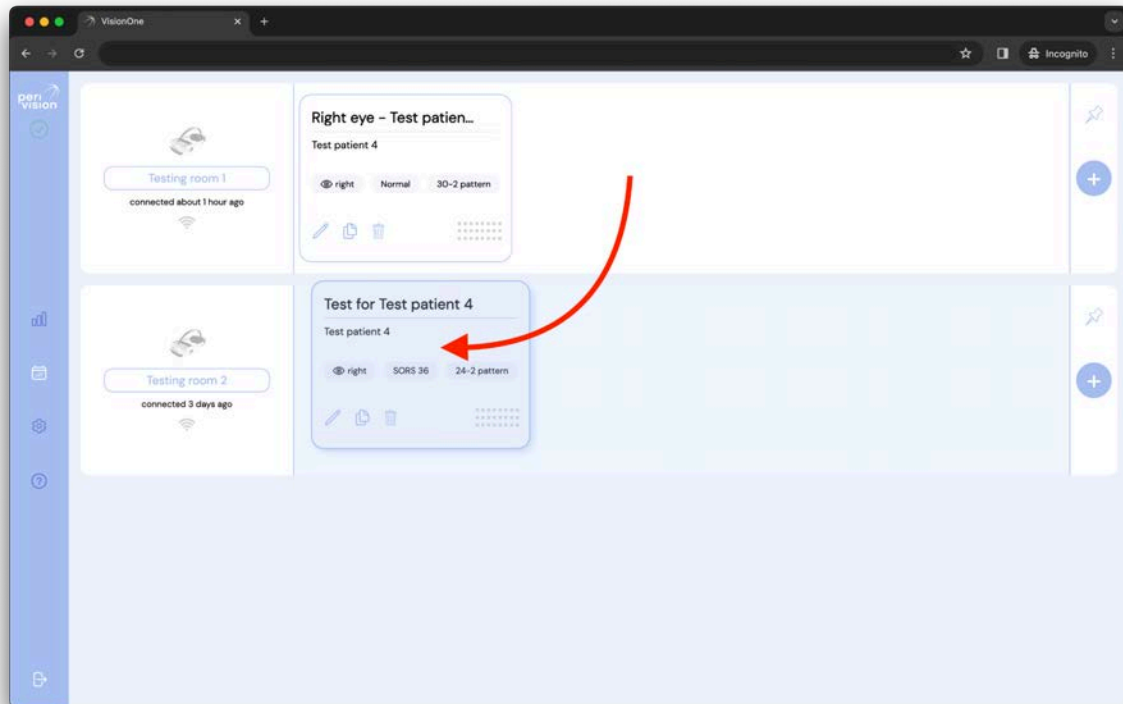 VisionOne
Incognito
peri
vision
Testing room 1
connected about 1 hour ago
Right eye – Test patien...
Test patient 4
right Normal 30-2 pattern
Testing room 2
connected 3 days ago
Test for Test patient 4
Test patient 4
right SORS 36 24-2 pattern